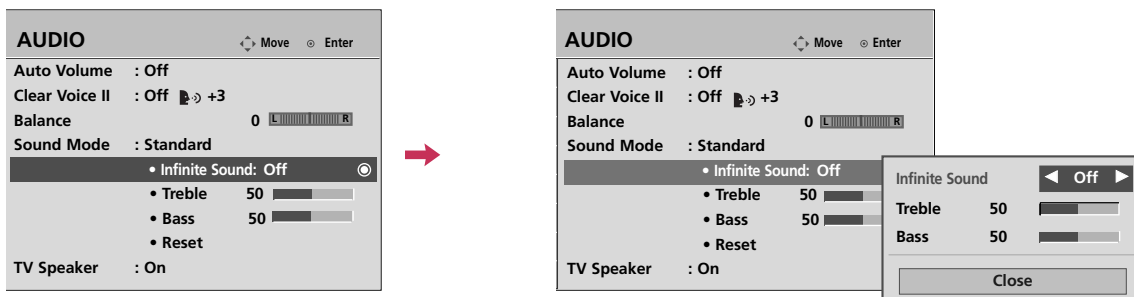 AUDIO Move Enter
Auto Volume : Off
Clear Voice II : Off +3
Balance 0 L R
Sound Mode : Standard
• Infinite Sound: Off
• Treble 50
• Bass 50
• Reset
TV Speaker : On
AUDIO Move Enter
Auto Volume : Off
Clear Voice II : Off +3
Balance 0 L R
Sound Mode : Standard
• Infinite Sound: Off
• Treble 50
• Bass 50
• Reset
TV Speaker : On
Infinite Sound ◀ Off ▶
Treble 50
Bass 50
Close